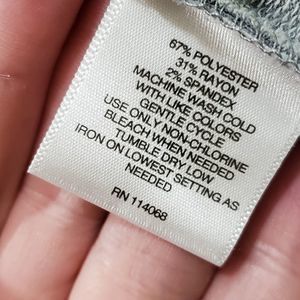 67% POLYESTER
31% RAYON
2% SPANDEX
MACHINE WASH COLD
WITH LIKE COLORS
GENTLE CYCLE
USE ONLY NON-CHLORINE
BLEACH WHEN NEEDED
TUMBLE DRY LOW
IRON ON LOWEST SETTING AS
NEEDED
RN 114068